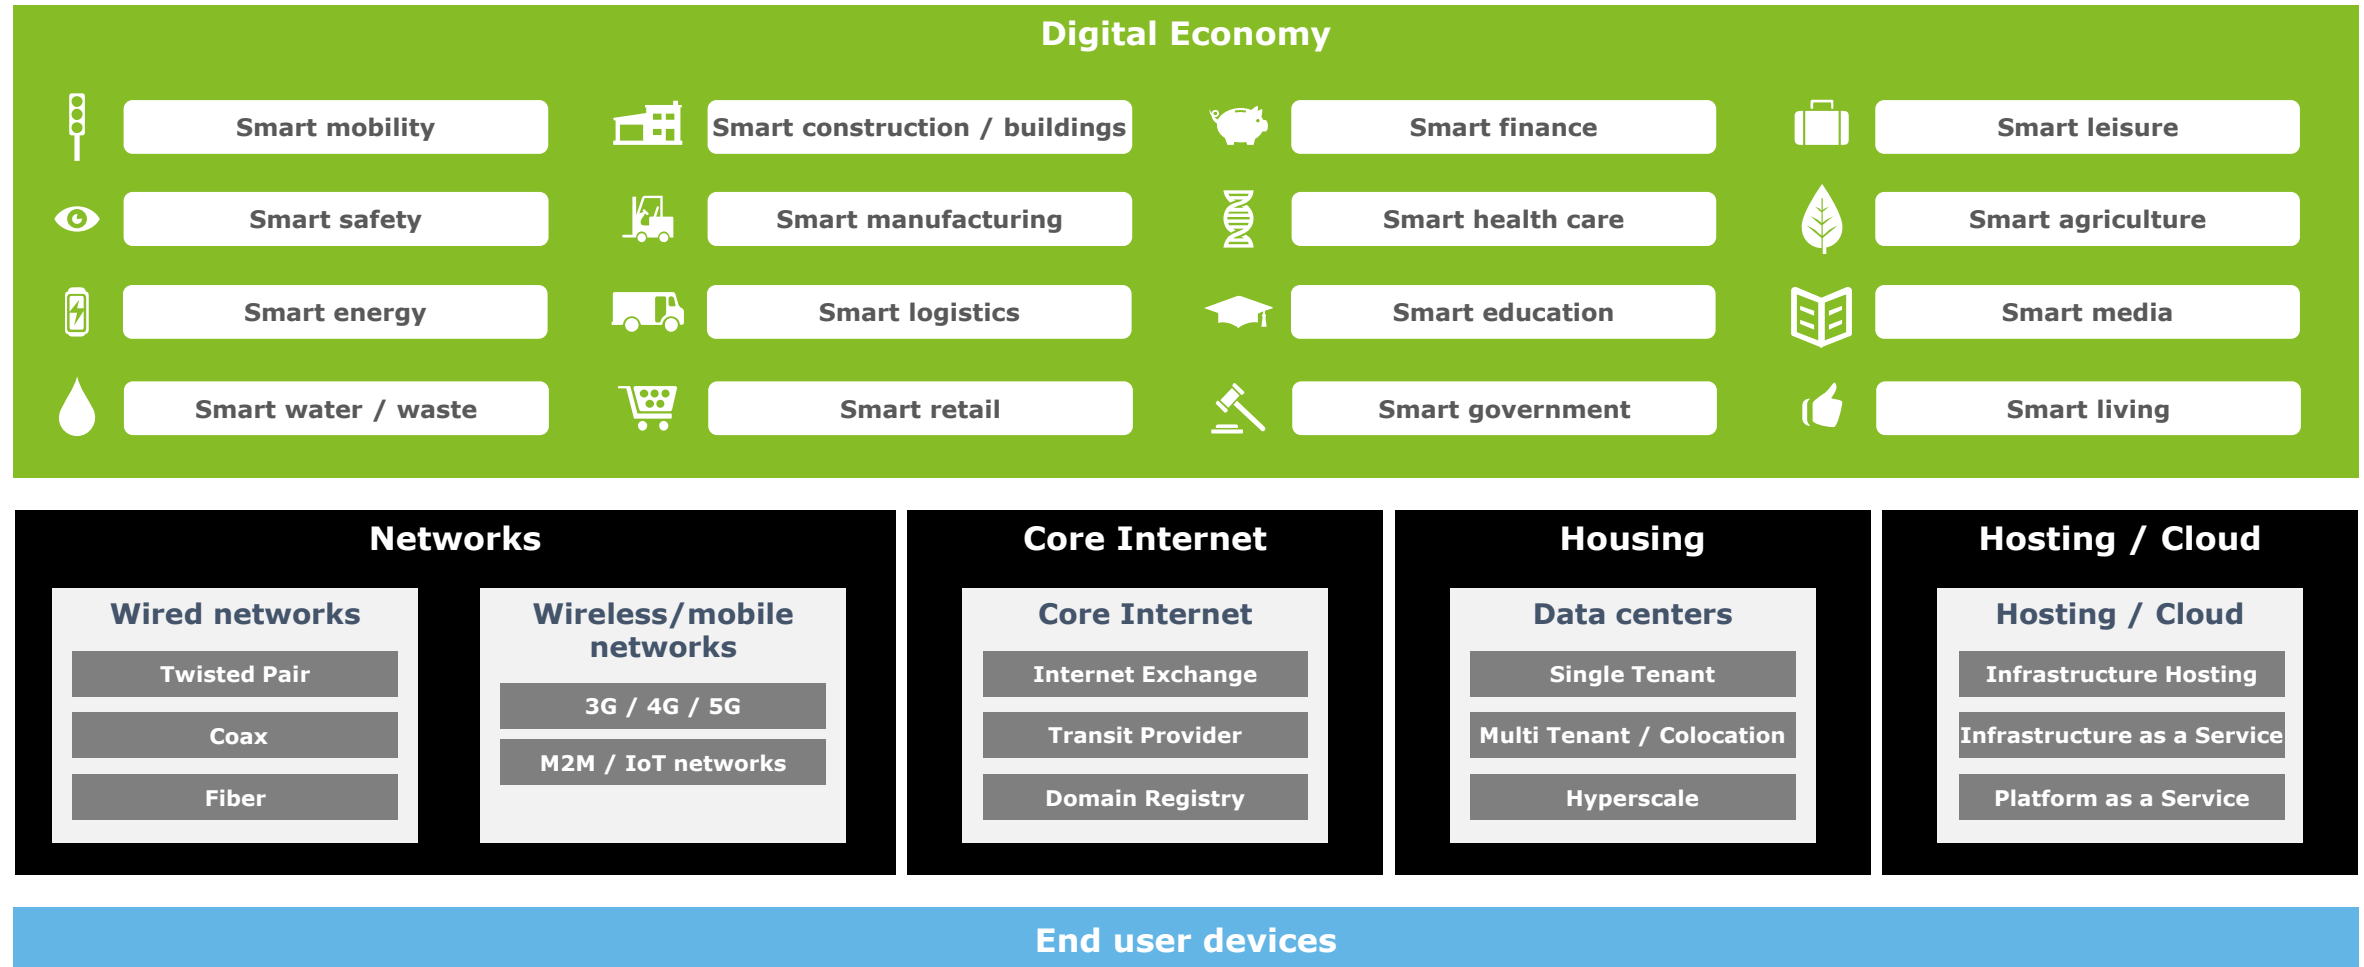 Digital Economy
Smart mobility
Smart construction / buildings
Smart finance
Smart leisure
Smart safety
Smart manufacturing
Smart health care
Smart agriculture
Smart energy
Smart logistics
Smart education
Smart media
Smart water / waste
Smart retail
Smart government
Smart living
Networks
Wired networks
Twisted Pair
Coax
Fiber
Wireless/mobile
networks
3G / 4G / 5G
M2M / IoT networks
Core Internet
Core Internet
Internet Exchange
Transit Provider
Domain Registry
Housing
Data centers
Single Tenant
Multi Tenant / Colocation
Hyperscale
Hosting / Cloud
Hosting / Cloud
Infrastructure Hosting
Infrastructure as a Service
Platform as a Service
End user devices